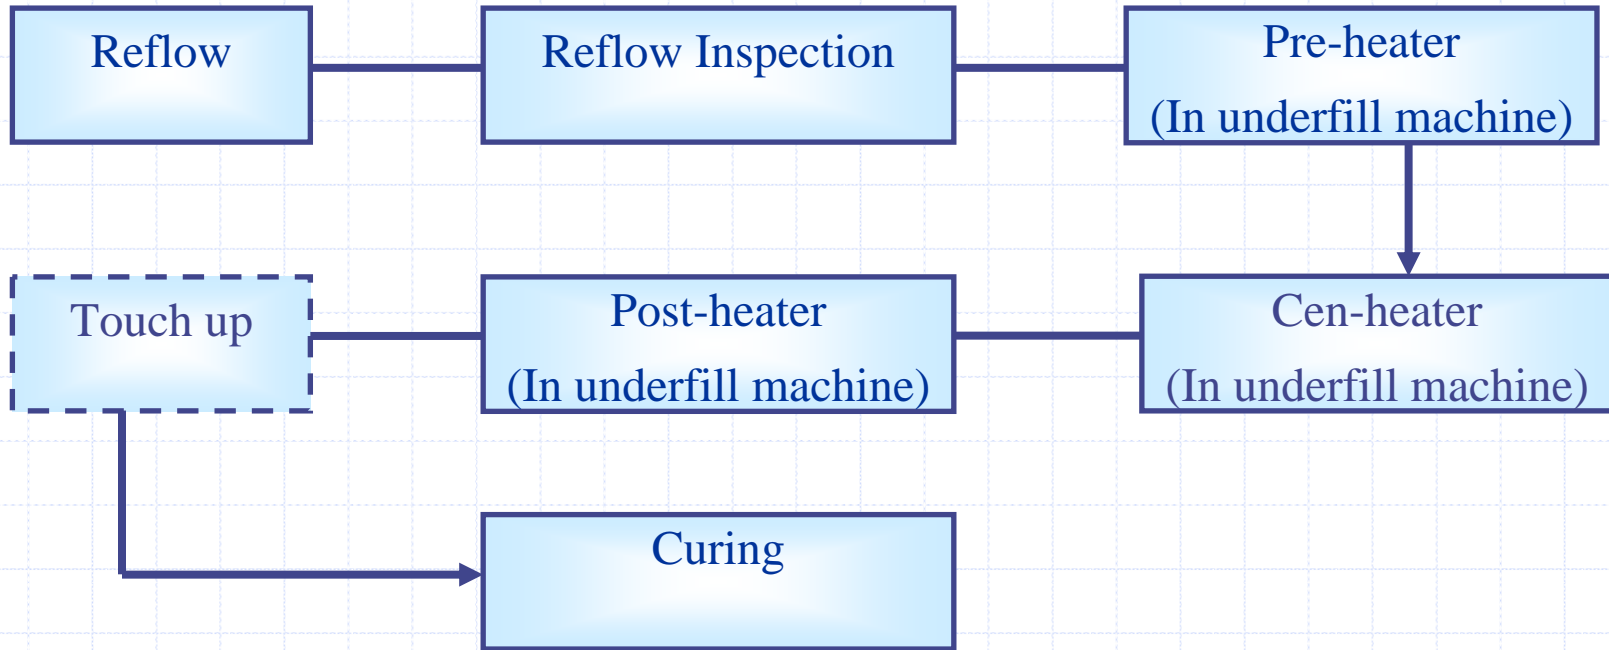 Reflow
Reflow Inspection
Pre-heater
(In underfill machine)
Cen-heater
(In underfill machine)
Post-heater
(In underfill machine)
Touch up
Curing